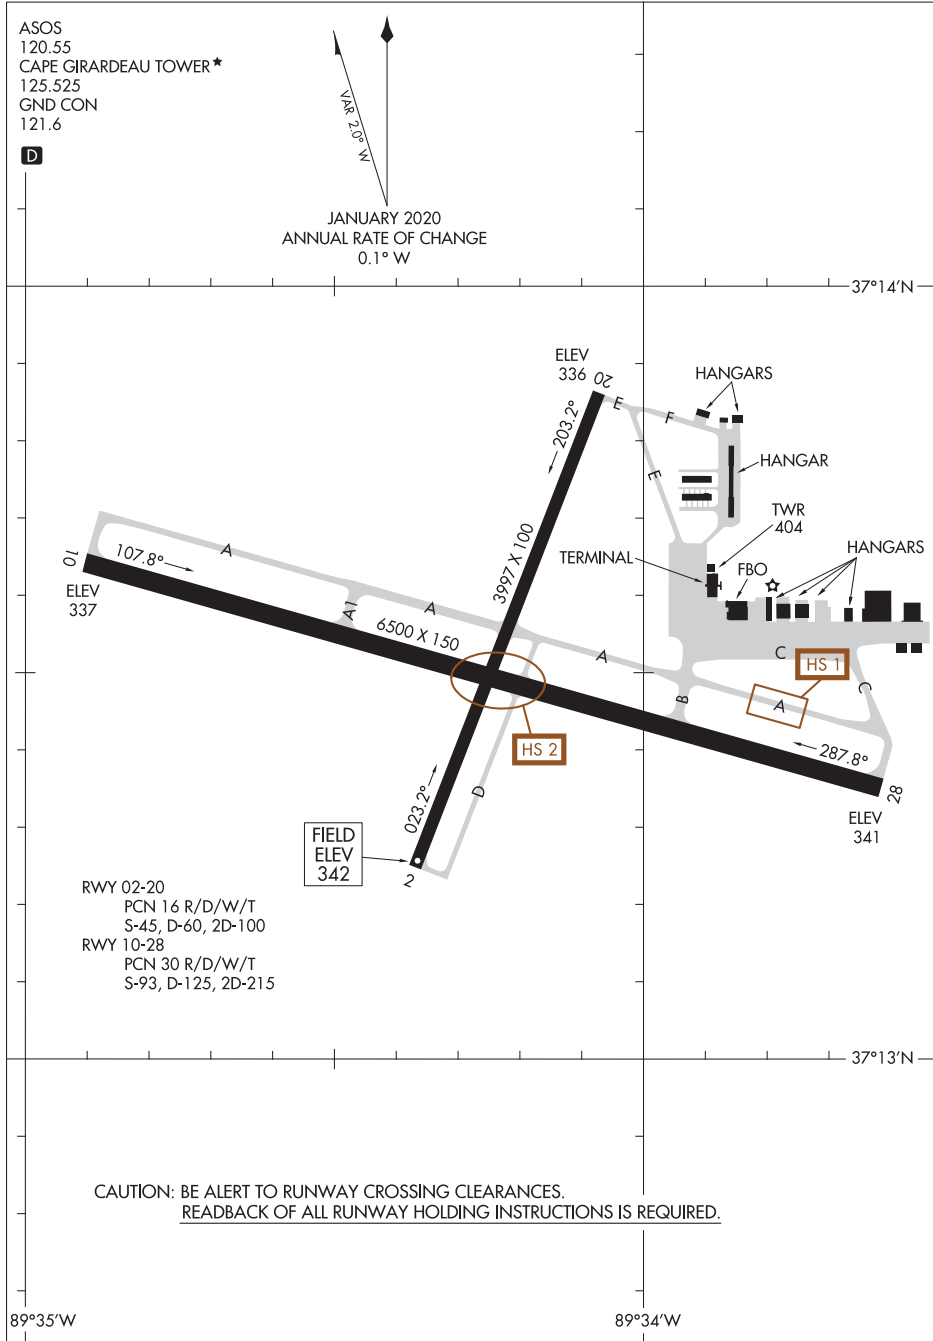 ASOS
120.55
CAPE GIRARDEAU TOWER★
125.525
GND CON
121.6
D
VAR 2.0° W
JANUARY 2020
ANNUAL RATE OF CHANGE
0.1° W
37°14'N
ELEV
336
20
203.2°
E
F
E
HANGARS
HANGAR
TWR
404
TERMINAL
FBO
HANGARS
10
107.8°
ELEV
337
A
A1
A
3997 X 100
6500 X 150
A
C
HS 1
C
B
A
HS 2
287.8°
28
ELEV
341
D
023.2°
FIELD
ELEV
342
2
RWY 02-20
PCN 16 R/D/W/T
S-45, D-60, 2D-100
RWY 10-28
PCN 30 R/D/W/T
S-93, D-125, 2D-215
37°13'N
CAUTION: BE ALERT TO RUNWAY CROSSING CLEARANCES.
READBACK OF ALL RUNWAY HOLDING INSTRUCTIONS IS REQUIRED.
89°35'W
89°34'W